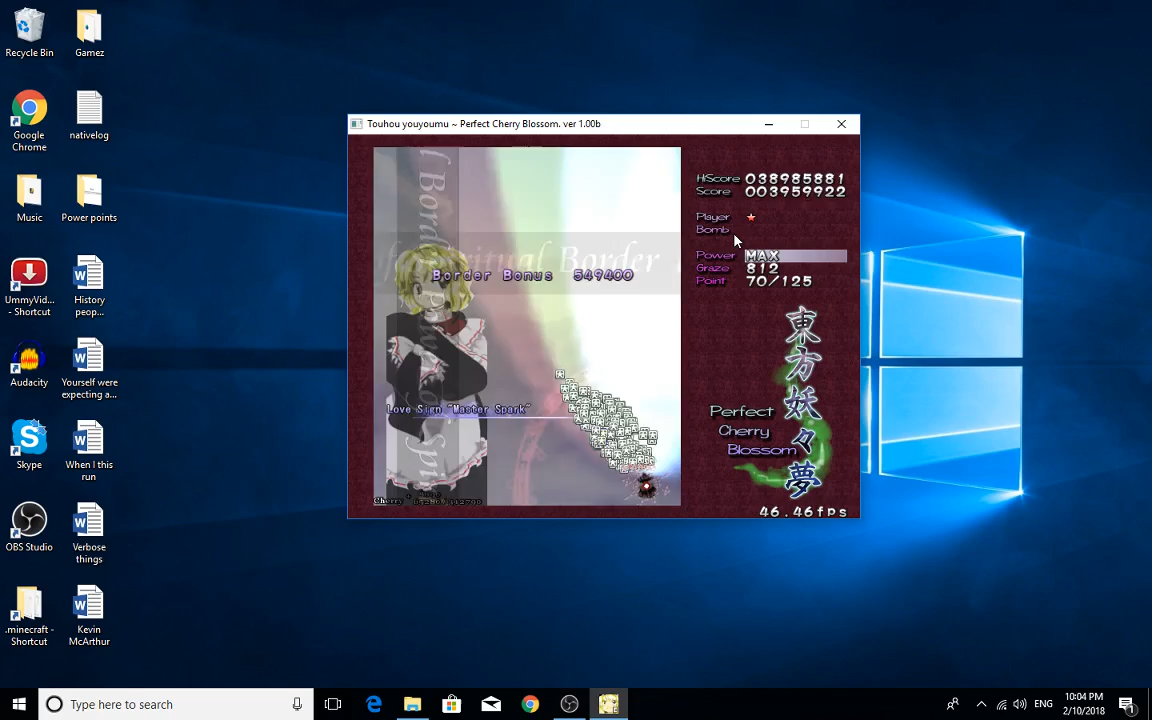 Recycle Bin
Gamez
Google
Chrome
nativelog
Music
Power points
UmmyVid...
- Shortcut
History
peop...
Audacity
Yourself were
expecting a...
Skype
When I this
run
OBS Studio
Verbose
things
.minecraft -
Shortcut
Kevin
McArthur
Touhou youyoumu ~ Perfect Cherry Blossom. ver 1.00b
HiScore 038985881
Score 003959922
Player
Bomb
Power MAX
Graze 812
Point 70/125
Spiritual Border
Border Bonus 549400
Love Sign "Master Spark"
Cherry
東方妖々夢
Perfect
Cherry
Blossom
46.46fps
Type here to search
ENG
10:04 PM
2/10/2018
1